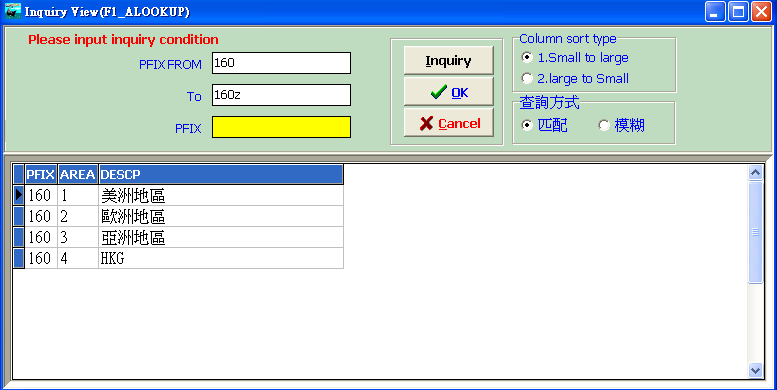 Inquiry View(F1_ALOOKUP)
Please input inquiry condition
PFIX FROM 160
To 160z
PFIX
Inquiry
OK
Cancel
Column sort type
1.Small to large
2.large to Small
查詢方式
匹配 模糊
PFIX AREA DESCP
160 1 美洲地區
160 2 歐洲地區
160 3 亞洲地區
160 4 HKG